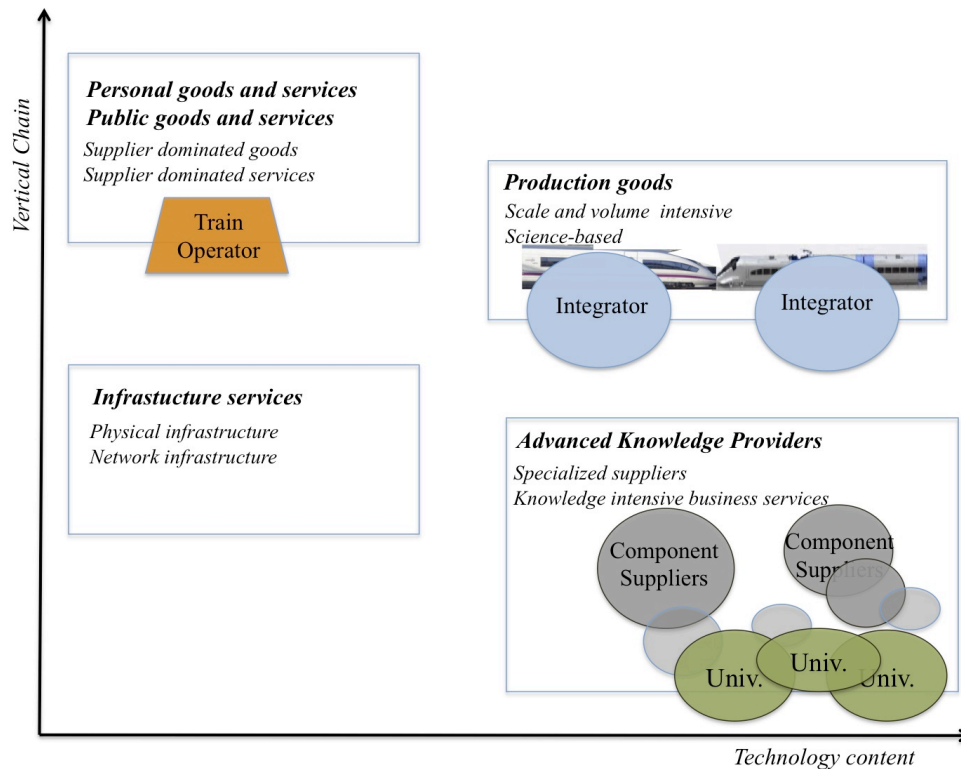 Vertical Chain
Personal goods and services
Public goods and services
Supplier dominated goods
Supplier dominated services
Train
Operator
Production goods
Scale and volume intensive
Science-based
Integrator
Integrator
Infrastucture services
Physical infrastructure
Network infrastructure
Advanced Knowledge Providers
Specialized suppliers
Knowledge intensive business services
Component
Suppliers
Component
Suppliers
Univ.
Univ.
Univ.
Technology content